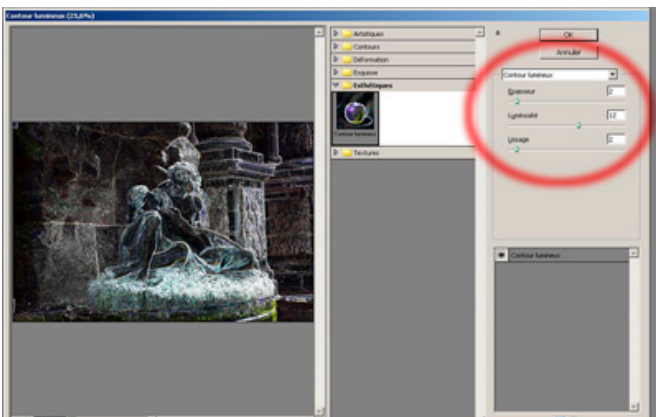 Contour lumineux (25,6%)
Artistiques
Contours
Déformation
Esquisse
Esthétiques
Contour lumineux
Textures
OK
Annuler
Contour lumineux
Epaisseur
2
Luminosité
12
Lissage
2
Contour lumineux